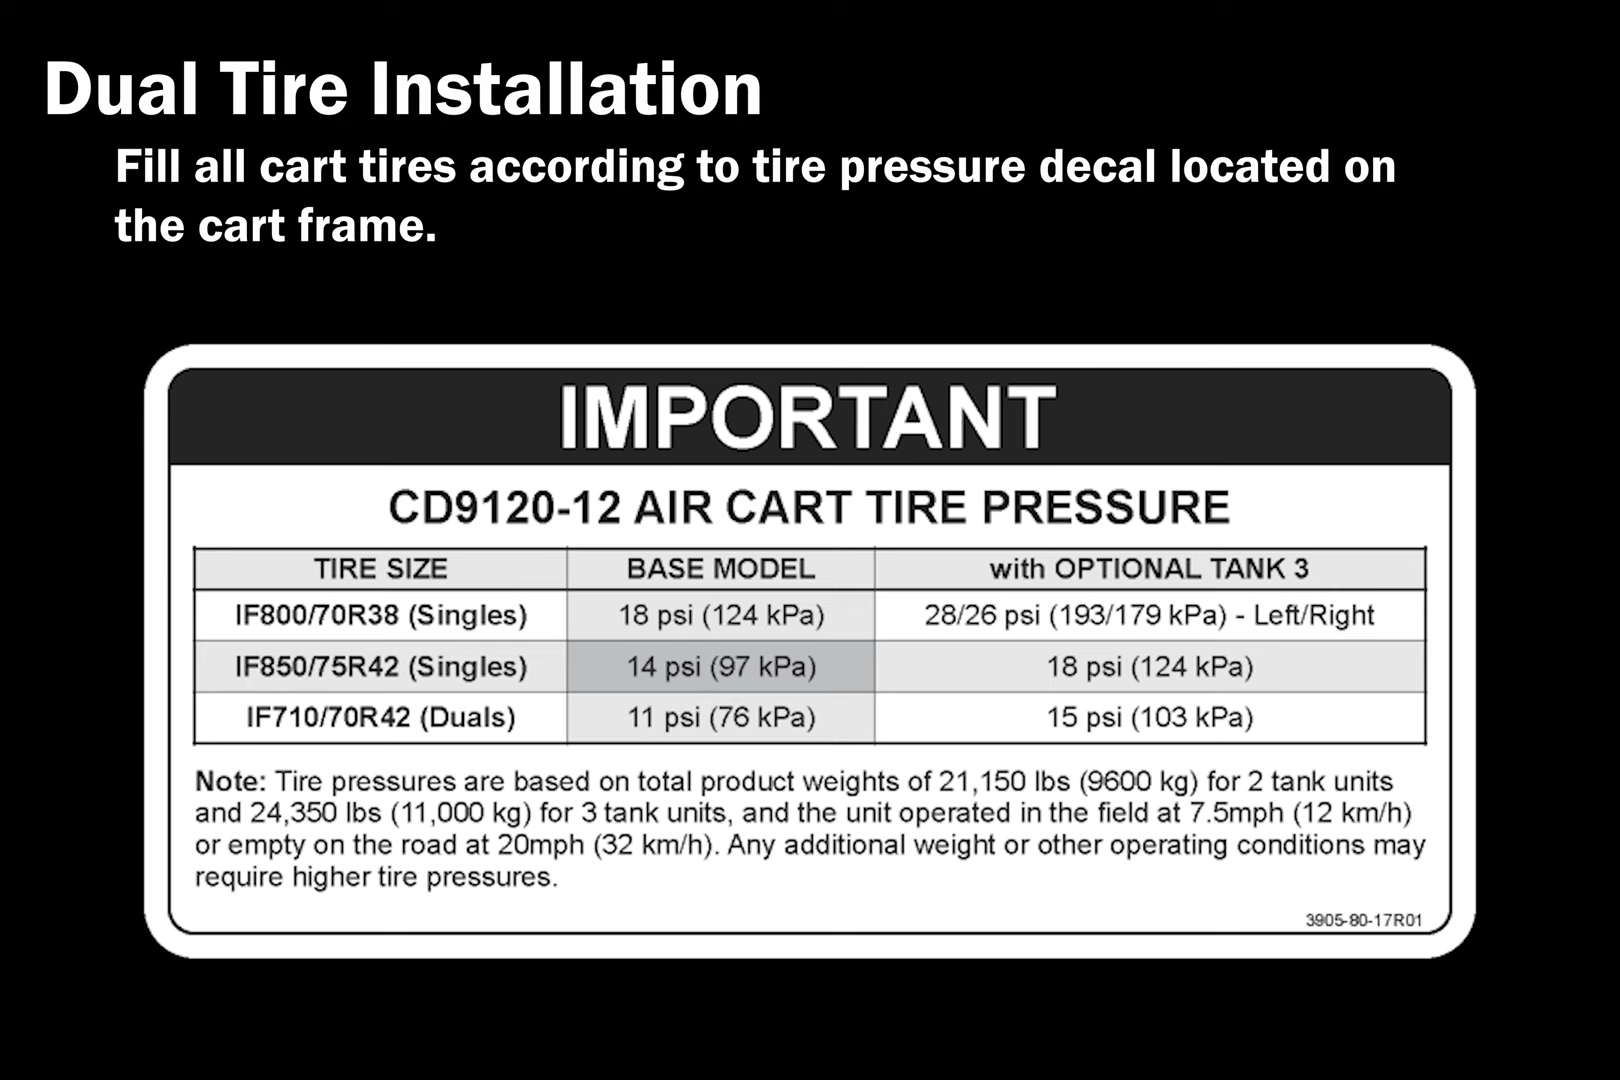 Dual Tire Installation
Fill all cart tires according to tire pressure decal located on
the cart frame.
IMPORTANT
CD9120-12 AIR CART TIRE PRESSURE
TIRE SIZE BASE MODEL with OPTIONAL TANK 3
IF800/70R38 (Singles) 18 psi (124 kPa) 28/26 psi (193/179 kPa) - Left/Right
IF850/75R42 (Singles) 14 psi (97 kPa) 18 psi (124 kPa)
IF710/70R42 (Duals) 11 psi (76 kPa) 15 psi (103 kPa)
Note: Tire pressures are based on total product weights of 21,150 lbs (9600 kg) for 2 tank units
and 24,350 lbs (11,000 kg) for 3 tank units, and the unit operated in the field at 7.5mph (12 km/h)
or empty on the road at 20mph (32 km/h). Any additional weight or other operating conditions may
require higher tire pressures.
3905-80-17R01